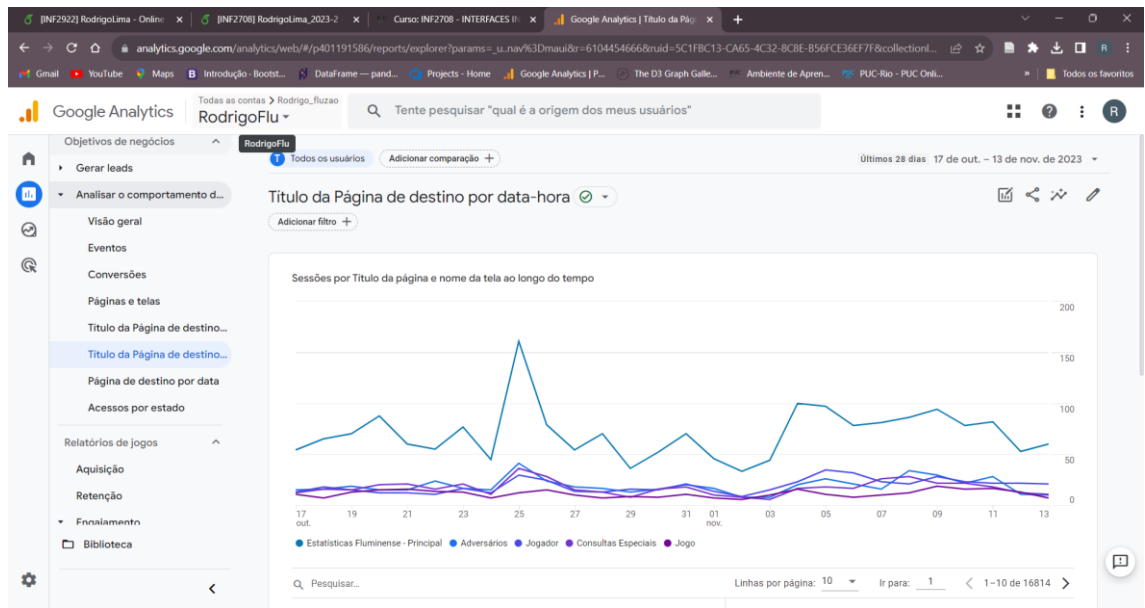 [INF2922] RodrigoLima - Online
[INF2708] RodrigoLima_2023-2
Curso: INF2708 - INTERFACES IN
Google Analytics | Título da Pág
analytics.google.com/analytics/web/#/p401191586/reports/explorer?params=_u..nav%3Dmaui&r=6104454666&ruid=5C1FBC13-CA65-4C32-8C8E-B56FCE36EF7F&collectionI...
R
Gmail
YouTube
Maps
Introdução · Bootst...
DataFrame — pand...
Projects - Home
Google Analytics | P...
The D3 Graph Galle...
Ambiente de Apren...
PUC-Rio - PUC Onli...
»
Todos os favoritos
Google Analytics
Todas as contas > Rodrigo_fluzao
RodrigoFlu
Tente pesquisar "qual é a origem dos meus usuários"
R
RodrigoFlu
Objetivos de negócios
Gerar leads
Analisar o comportamento d...
Visão geral
Eventos
Conversões
Páginas e telas
Título da Página de destino...
Título da Página de destino...
Página de destino por data
Acessos por estado
Relatórios de jogos
Aquisição
Retenção
Engajamento
Biblioteca
T Todos os usuários
Adicionar comparação +
Últimos 28 dias 17 de out. – 13 de nov. de 2023
Título da Página de destino por data-hora
Adicionar filtro +
Sessões por Título da página e nome da tela ao longo do tempo
200
150
100
50
0
17 19 21 23 25 27 29 31 01 03 05 07 09 11 13
out. nov.
Estatísticas Fluminense - Principal Adversários Jogador Consultas Especiais Jogo
Pesquisar...
Linhas por página: 10 Ir para: 1 < 1-10 de 16814 >